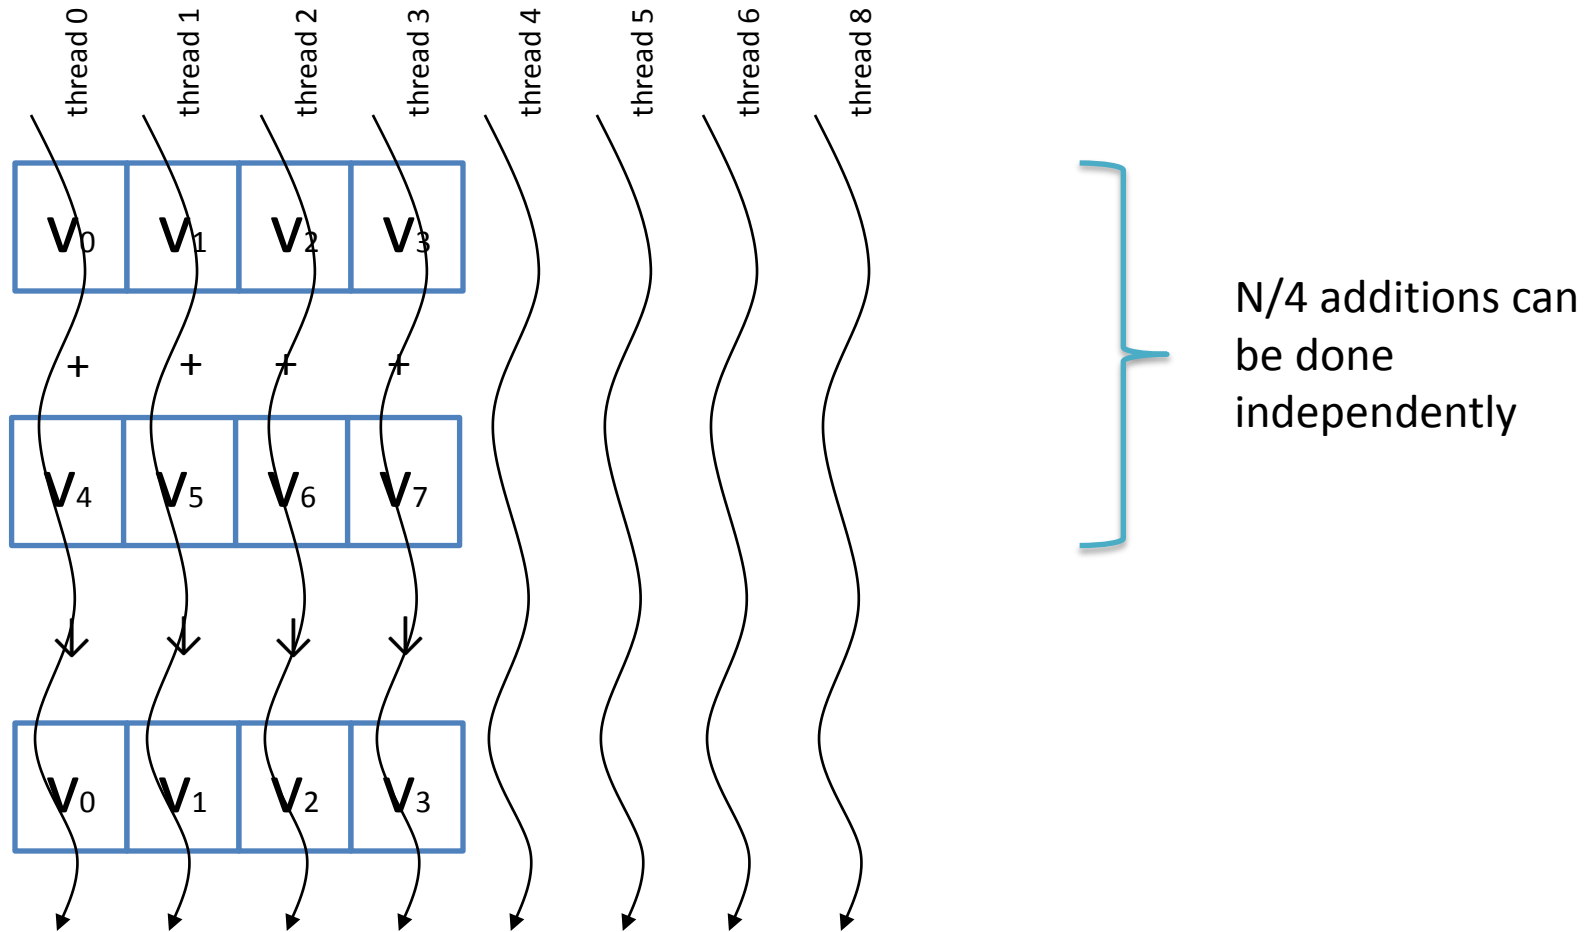 thread 0
thread 1
thread 2
thread 3
thread 4
thread 5
thread 6
thread 8
V0 V1 V2 V3
+ + + +
V4 V5 V6 V7
V0 V1 V2 V3
N/4 additions can
be done
independently